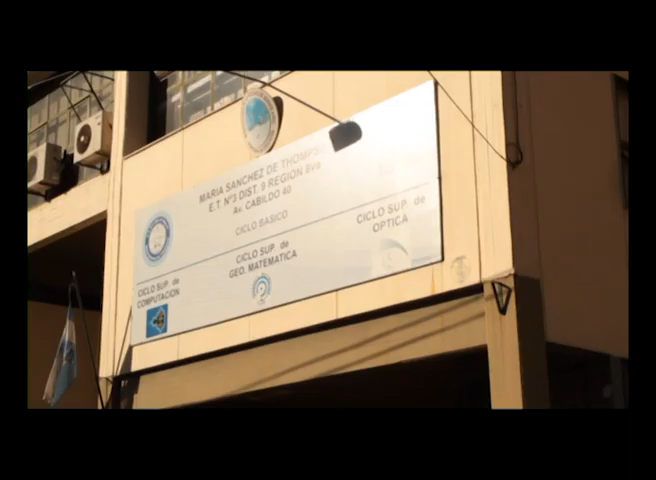 MARIA SANCHEZ DE THOMPSON
E.T. Nº3 DIST. 9 REGION 8va
Av. CABILDO 40
CICLO BASICO
CICLO SUP. de
COMPUTACION
CICLO SUP. de
GEO. MATEMATICA
CICLO SUP. de
OPTICA